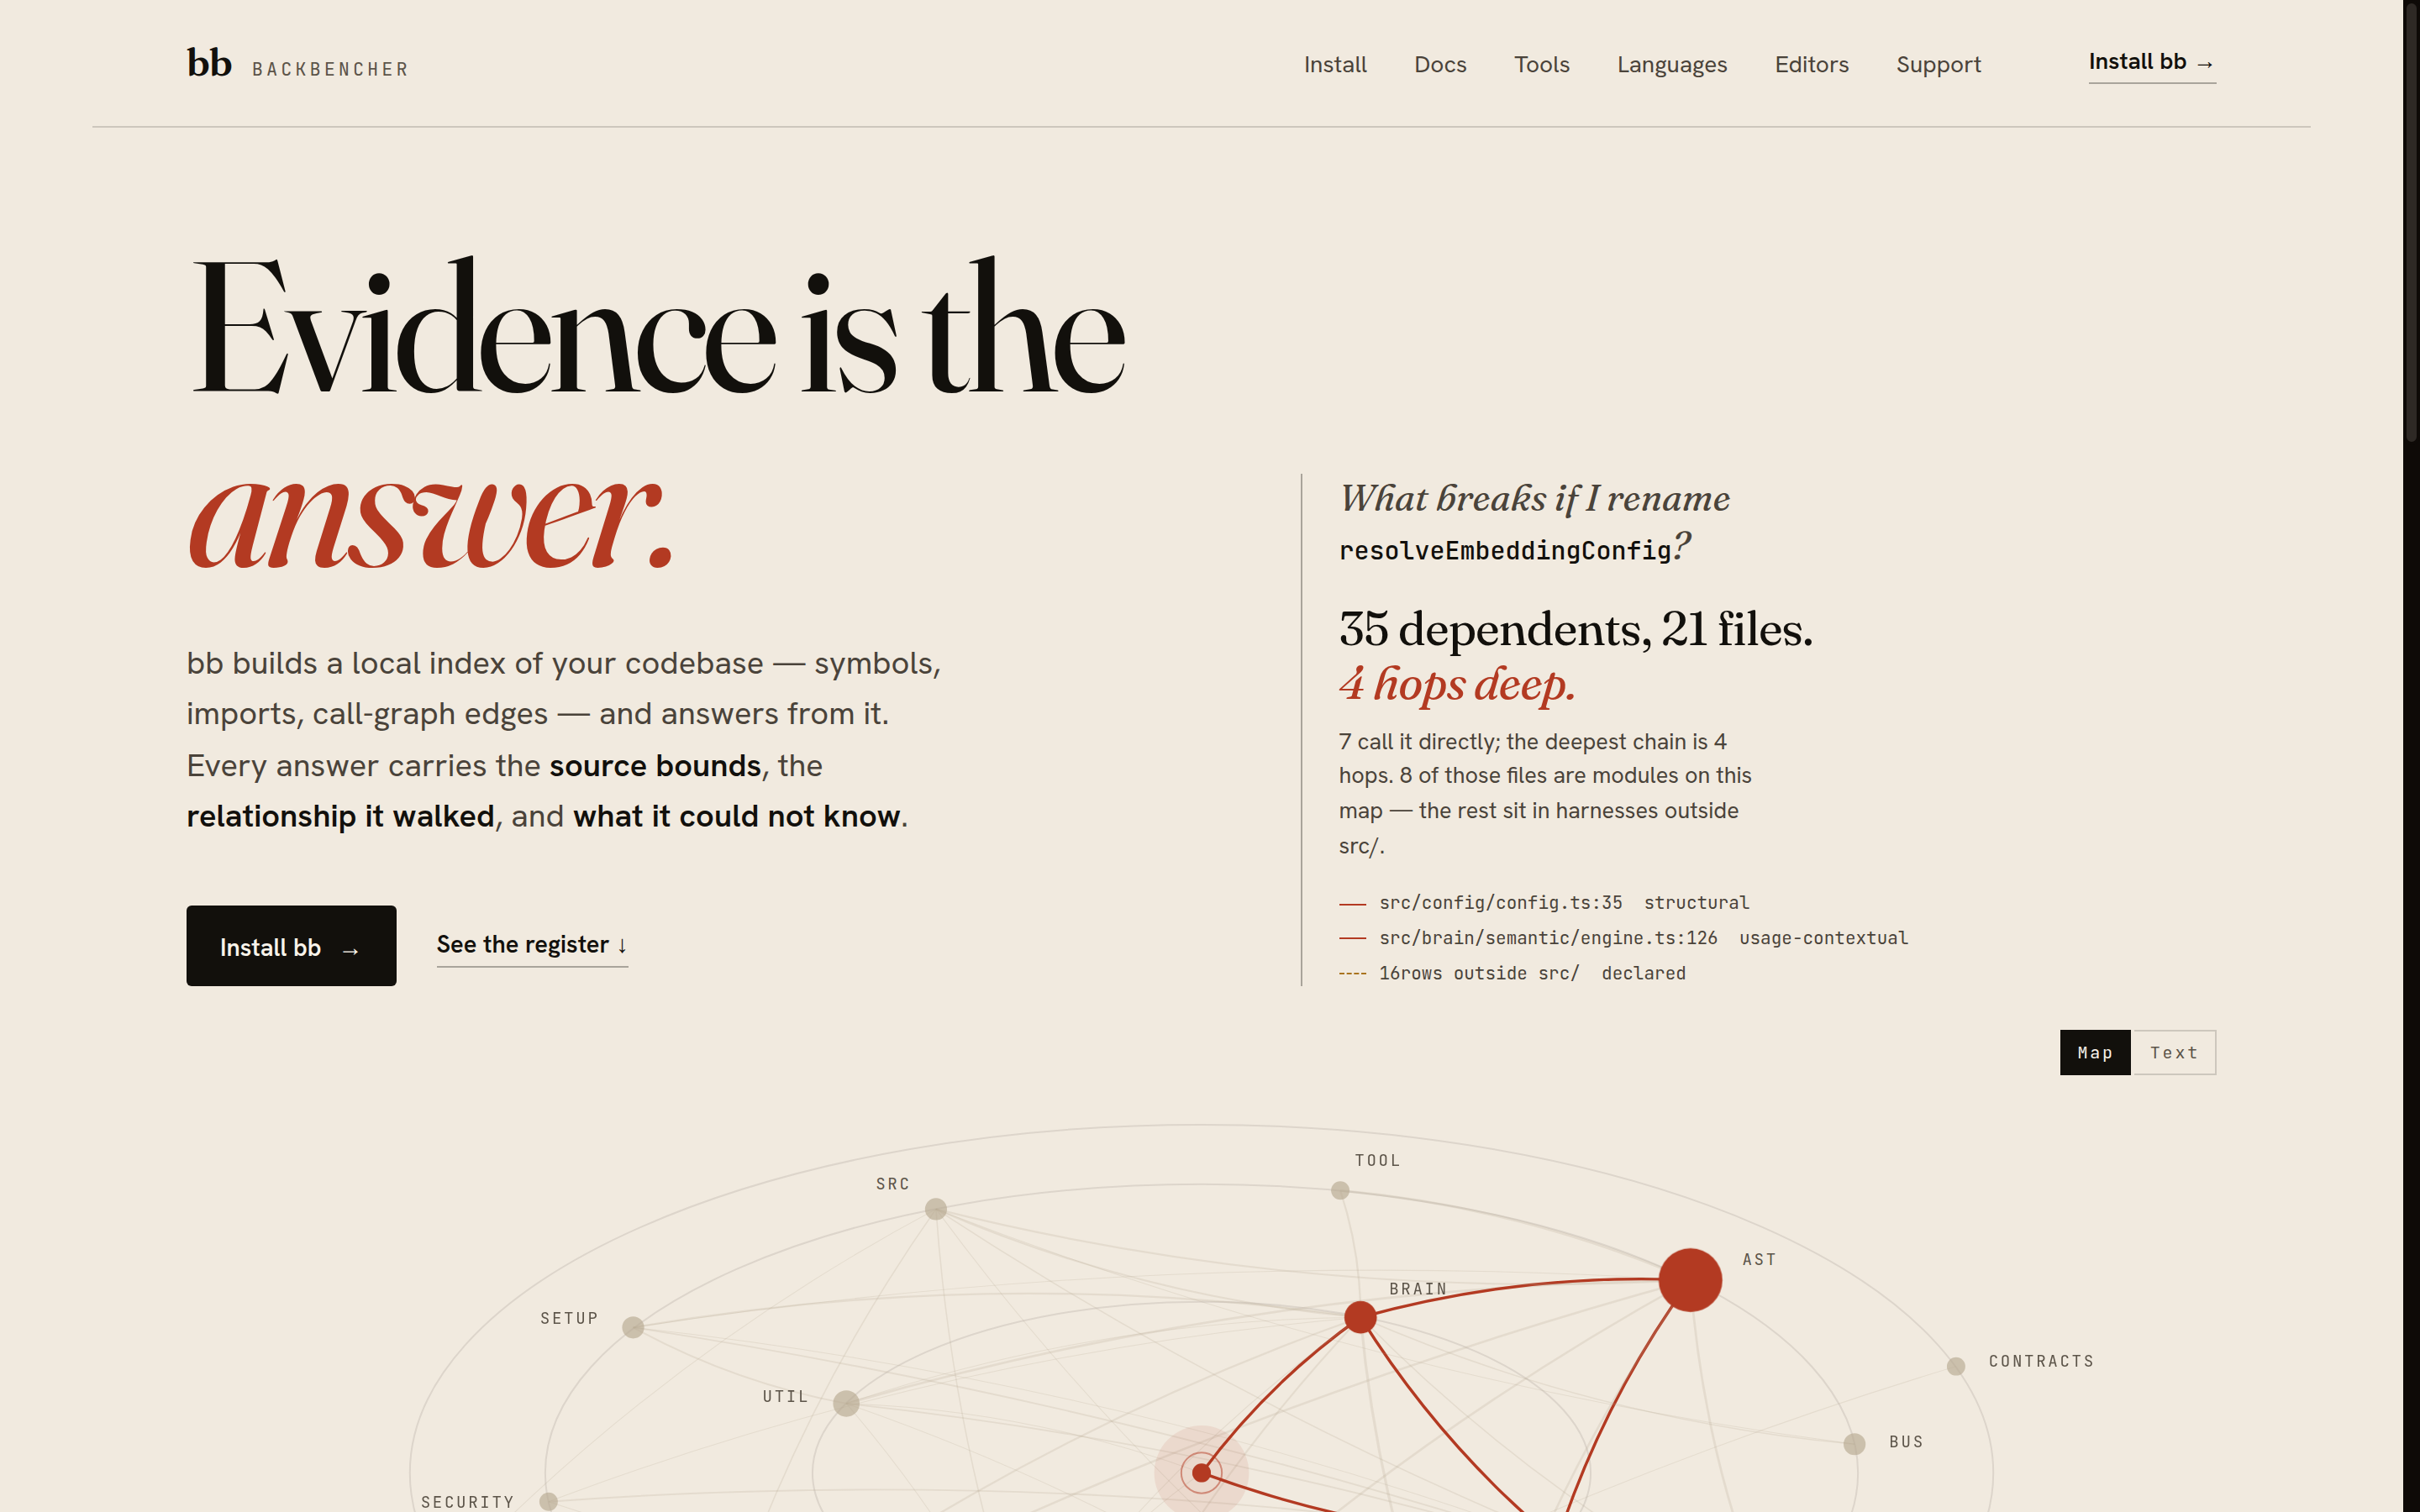 bb BACKBENCHER
Install Docs Tools Languages Editors Support Install bb →
Evidence is the
answer.
bb builds a local index of your codebase — symbols,
imports, call-graph edges — and answers from it.
Every answer carries the source bounds, the
relationship it walked, and what it could not know.
Install bb →
See the register ↓
What breaks if I rename
resolveEmbeddingConfig?
35 dependents, 21 files.
4 hops deep.
7 call it directly; the deepest chain is 4
hops. 8 of those files are modules on this
map — the rest sit in harnesses outside
src/.
src/config/config.ts:35 structural
src/brain/semantic/engine.ts:126 usage-contextual
16rows outside src/ declared
Map Text
TOOL
SRC
AST
BRAIN
SETUP
CONTRACTS
UTIL
BUS
SECURITY